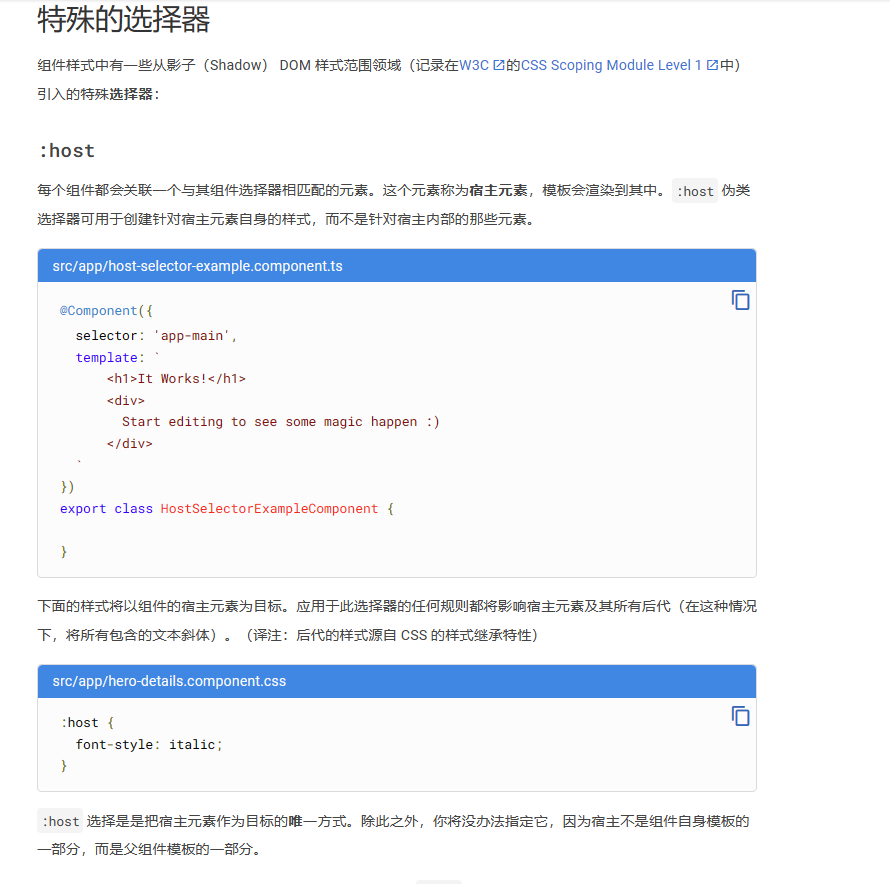 特殊的选择器
组件样式中有一些从影子（Shadow） DOM 样式范围领域（记录在W3C 的CSS Scoping Module Level 1 中）
引入的特殊选择器：
:host
每个组件都会关联一个与其组件选择器相匹配的元素。这个元素称为宿主元素，模板会渲染到其中。 :host 伪类
选择器可用于创建针对宿主元素自身的样式，而不是针对宿主内部的那些元素。
src/app/host-selector-example.component.ts
@Component({
  selector: 'app-main',
  template: `
      <h1>It Works!</h1>
      <div>
        Start editing to see some magic happen :)
      </div>
  `
})
export class HostSelectorExampleComponent {
}
下面的样式将以组件的宿主元素为目标。应用于此选择器的任何规则都将影响宿主元素及其所有后代（在这种情况
下，将所有包含的文本斜体）。（译注：后代的样式源自 CSS 的样式继承特性）
src/app/hero-details.component.css
:host {
  font-style: italic;
}
:host 选择是是把宿主元素作为目标的唯一方式。除此之外，你将没办法指定它，因为宿主不是组件自身模板的
一部分，而是父组件模板的一部分。